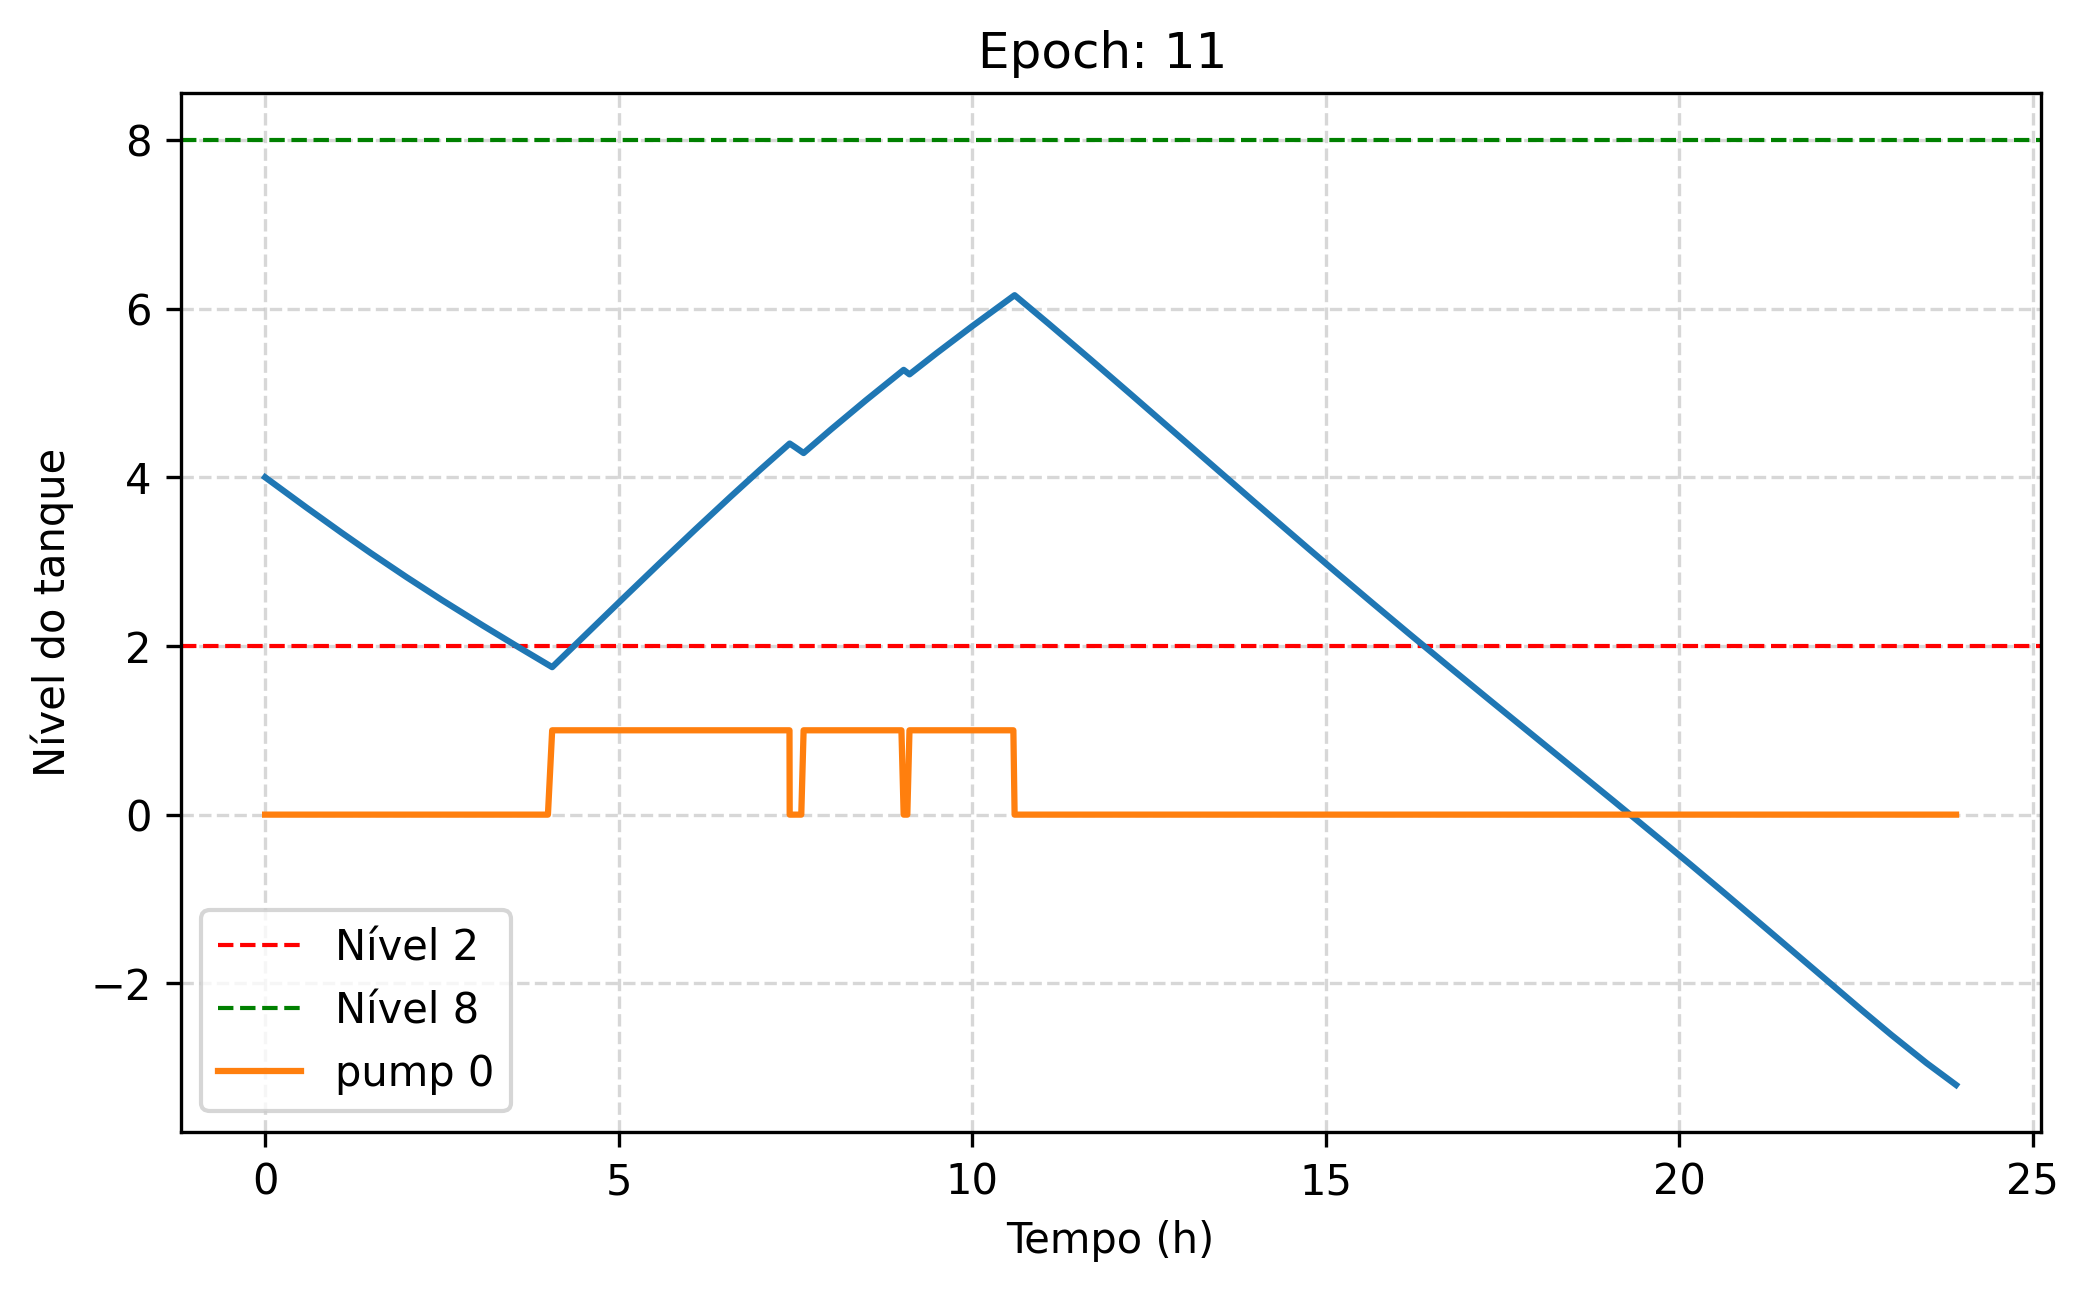 Epoch: 11
Nível do tanque
8
6
4
2
0
−2
Nível 2
Nível 8
pump 0
0 5 10 15 20 25
Tempo (h)